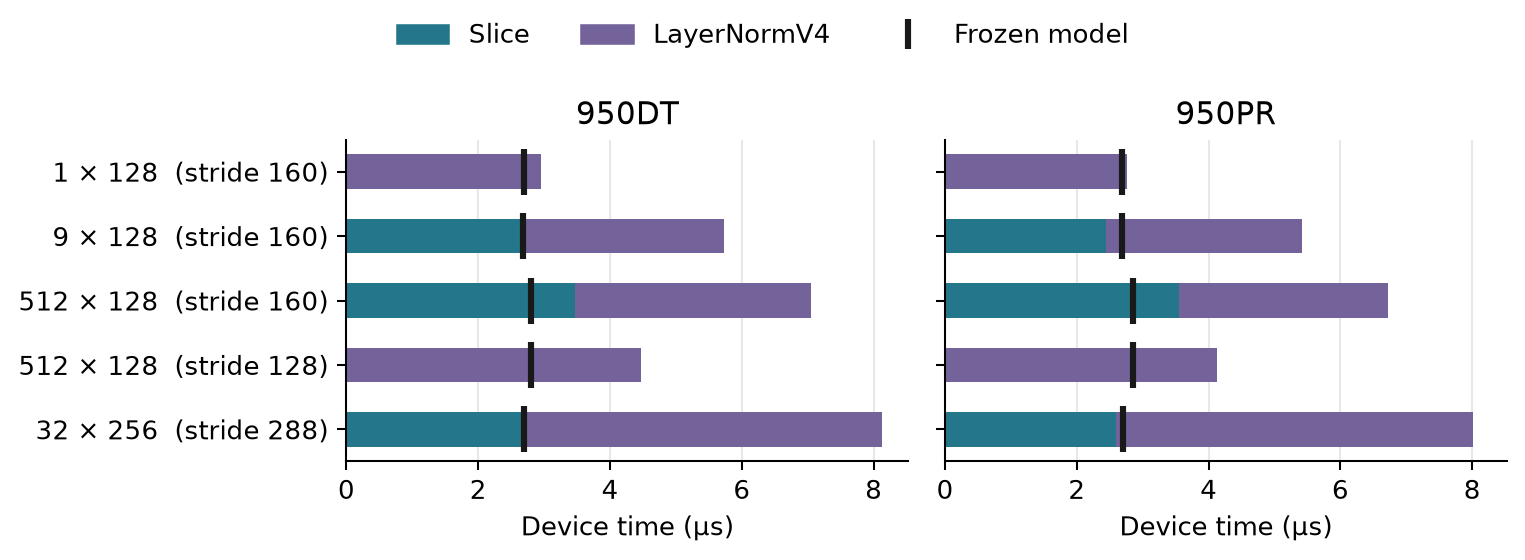 Slice LayerNormV4 Frozen model
950DT 950PR
1 × 128 (stride 160)
9 × 128 (stride 160)
512 × 128 (stride 160)
512 × 128 (stride 128)
32 × 256 (stride 288)
0 2 4 6 8 0 2 4 6 8
Device time (µs) Device time (µs)